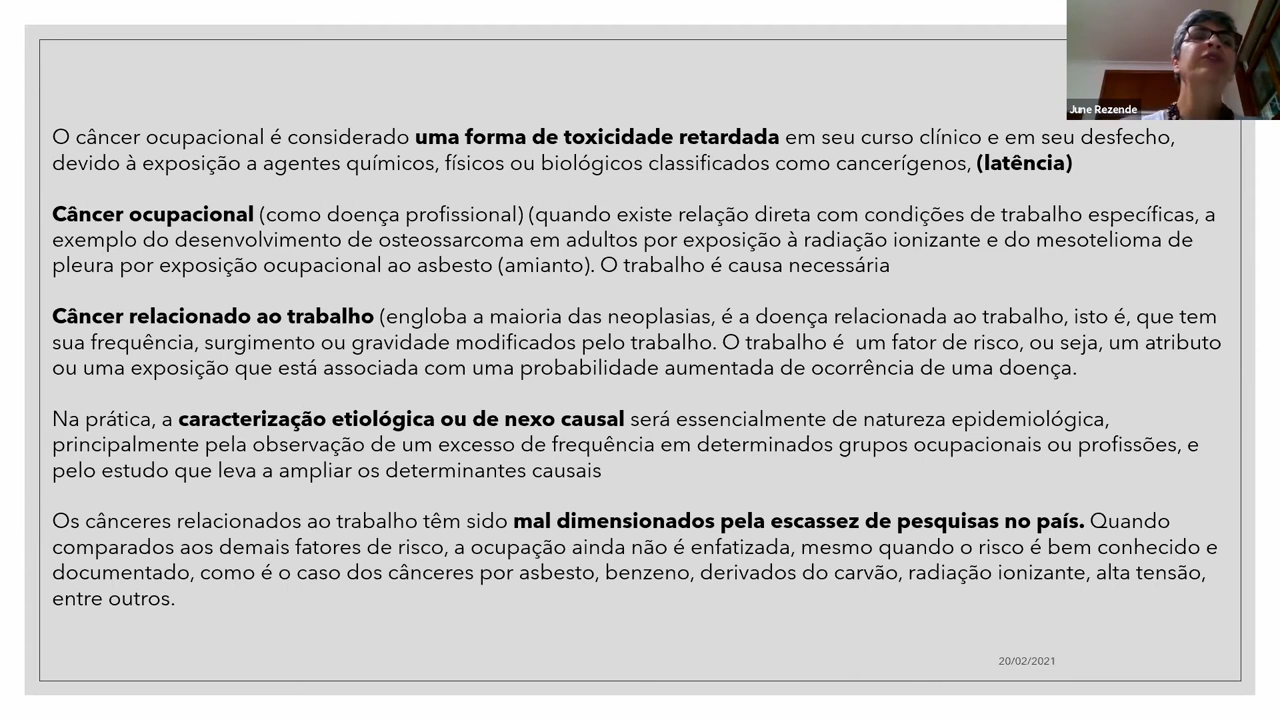 June Rezende
O câncer ocupacional é considerado uma forma de toxicidade retardada em seu curso clínico e em seu desfecho,
devido à exposição a agentes químicos, físicos ou biológicos classificados como cancerígenos, (latência)
Câncer ocupacional (como doença profissional) (quando existe relação direta com condições de trabalho específicas, a
exemplo do desenvolvimento de osteossarcoma em adultos por exposição à radiação ionizante e do mesotelioma de
pleura por exposição ocupacional ao asbesto (amianto). O trabalho é causa necessária
Câncer relacionado ao trabalho (engloba a maioria das neoplasias, é a doença relacionada ao trabalho, isto é, que tem
sua frequência, surgimento ou gravidade modificados pelo trabalho. O trabalho é  um fator de risco, ou seja, um atributo
ou uma exposição que está associada com uma probabilidade aumentada de ocorrência de uma doença.
Na prática, a caracterização etiológica ou de nexo causal será essencialmente de natureza epidemiológica,
principalmente pela observação de um excesso de frequência em determinados grupos ocupacionais ou profissões, e
pelo estudo que leva a ampliar os determinantes causais
Os cânceres relacionados ao trabalho têm sido mal dimensionados pela escassez de pesquisas no país. Quando
comparados aos demais fatores de risco, a ocupação ainda não é enfatizada, mesmo quando o risco é bem conhecido e
documentado, como é o caso dos cânceres por asbesto, benzeno, derivados do carvão, radiação ionizante, alta tensão,
entre outros.
20/02/2021